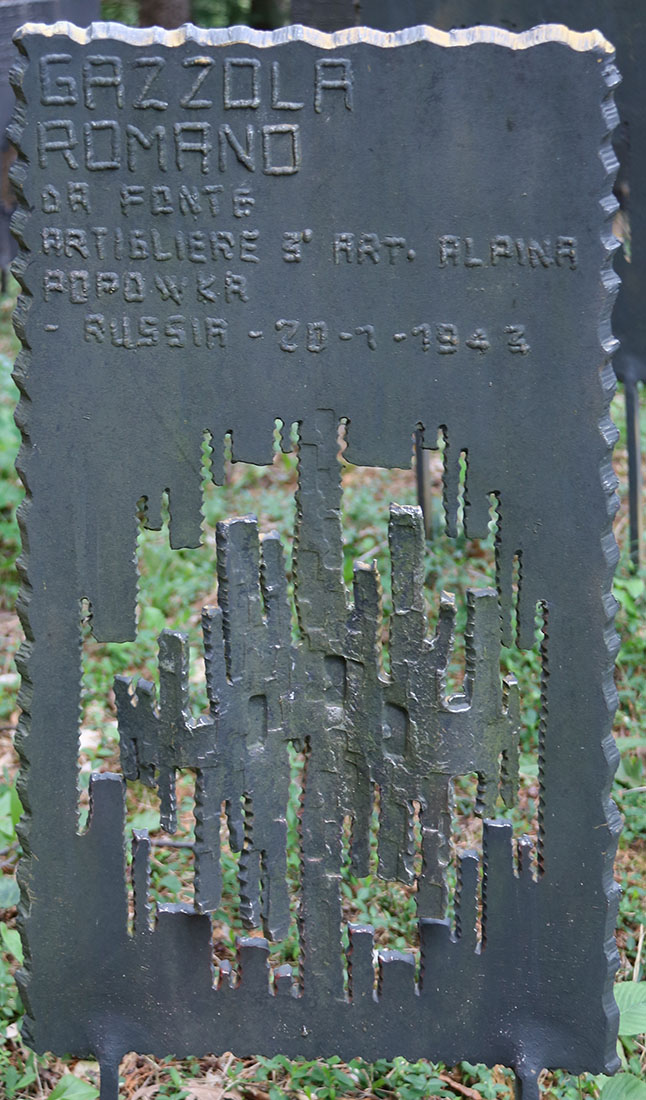 GAZZOLA
ROMANO
DA FONTE
ARTIGLIERE 3° ART. ALPINA
POPOWKA
- RUSSIA - 20-1-1943